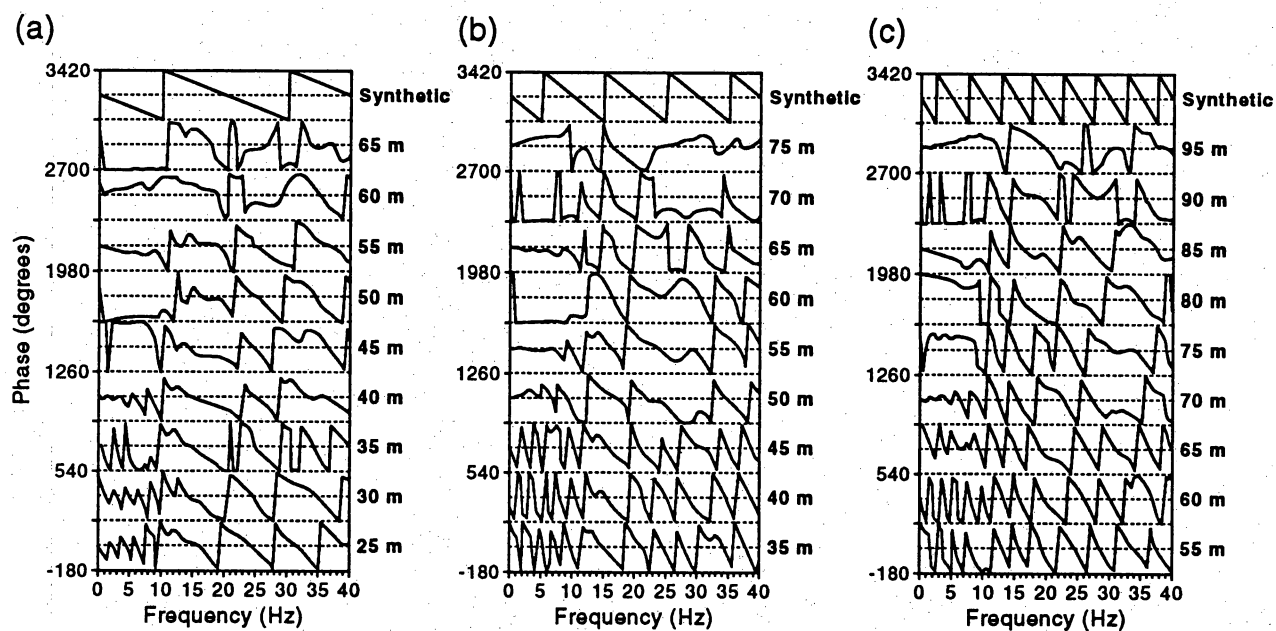 (a)
(b)
(c)
Phase (degrees)
3420
2700
1980
1260
540
-180
Synthetic
65 m
60 m
55 m
50 m
45 m
40 m
35 m
30 m
25 m
0 5 10 15 20 25 30 35 40
Frequency (Hz)
3420
2700
1980
1260
540
-180
Synthetic
75 m
70 m
65 m
60 m
55 m
50 m
45 m
40 m
35 m
0 5 10 15 20 25 30 35 40
Frequency (Hz)
3420
2700
1980
1260
540
-180
Synthetic
95 m
90 m
85 m
80 m
75 m
70 m
65 m
60 m
55 m
0 5 10 15 20 25 30 35 40
Frequency (Hz)